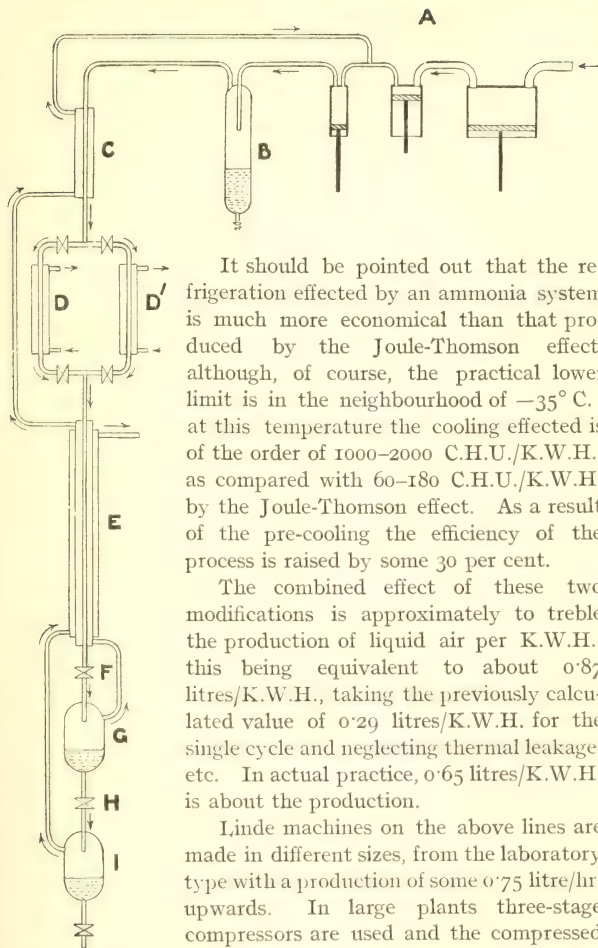 A
C
B
D
D′
E
F
G
H
I
It should be pointed out that the re
frigeration effected by an ammonia system
is much more economical than that pro-
duced by the Joule-Thomson effect
although, of course, the practical lower
limit is in the neighbourhood of —35° C.
at this temperature the cooling effected is
of the order of 1000–2000 C.H.U./K.W.H.
as compared with 60–180 C.H.U./K.W.H
by the Joule-Thomson effect. As a result
of the pre-cooling the efficiency of the
process is raised by some 30 per cent.
The combined effect of these two
modifications is approximately to treble
the production of liquid air per K.W.H.
this being equivalent to about 0·87
litres/K.W.H., taking the previously calcu-
lated value of 0·29 litres/K.W.H. for the
single cycle and neglecting thermal leakage
etc. In actual practice, 0·65 litres/K.W.H
is about the production.
Linde machines on the above lines are
made in different sizes, from the laboratory
type with a production of some 0·75 litre/hr
upwards. In large plants three-stage
compressors are used and the compressed